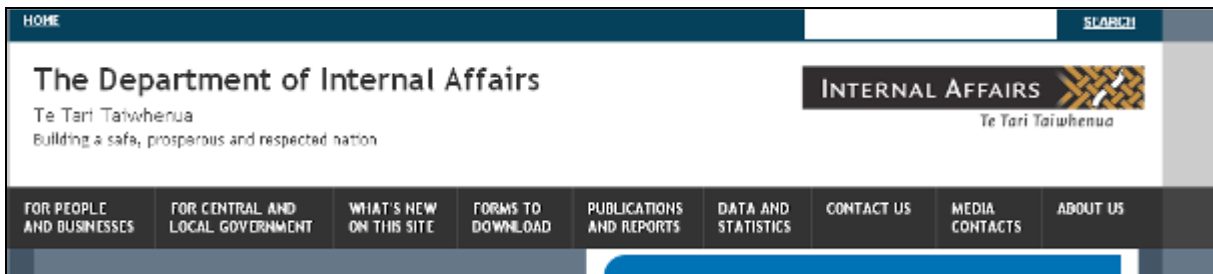 HOME
SEARCH
The Department of Internal Affairs
Te Tari Taiwhenua
Building a safe, prosperous and respected nation
INTERNAL AFFAIRS
Te Tari Taiwhenua
FOR PEOPLE
AND BUSINESSES
FOR CENTRAL AND
LOCAL GOVERNMENT
WHAT'S NEW
ON THIS SITE
FORMS TO
DOWNLOAD
PUBLICATIONS
AND REPORTS
DATA AND
STATISTICS
CONTACT US
MEDIA
CONTACTS
ABOUT US